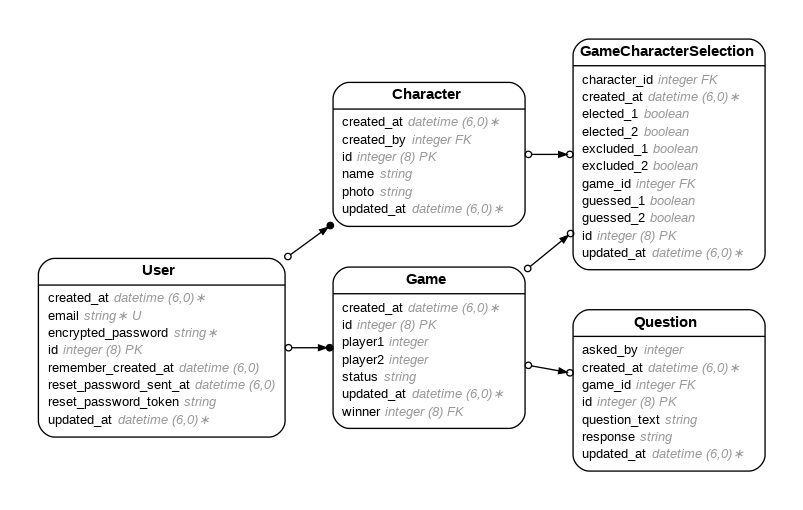 GameCharacterSelection
character_id integer FK
created_at datetime (6,0)∗
elected_1 boolean
elected_2 boolean
excluded_1 boolean
excluded_2 boolean
game_id integer FK
guessed_1 boolean
guessed_2 boolean
id integer (8) PK
updated_at datetime (6,0)∗
Character
created_at datetime (6,0)∗
created_by integer FK
id integer (8) PK
name string
photo string
updated_at datetime (6,0)∗
User
created_at datetime (6,0)∗
email string∗ U
encrypted_password string∗
id integer (8) PK
remember_created_at datetime (6,0)
reset_password_sent_at datetime (6,0)
reset_password_token string
updated_at datetime (6,0)∗
Game
created_at datetime (6,0)∗
id integer (8) PK
player1 integer
player2 integer
status string
updated_at datetime (6,0)∗
winner integer (8) FK
Question
asked_by integer
created_at datetime (6,0)∗
game_id integer FK
id integer (8) PK
question_text string
response string
updated_at datetime (6,0)∗